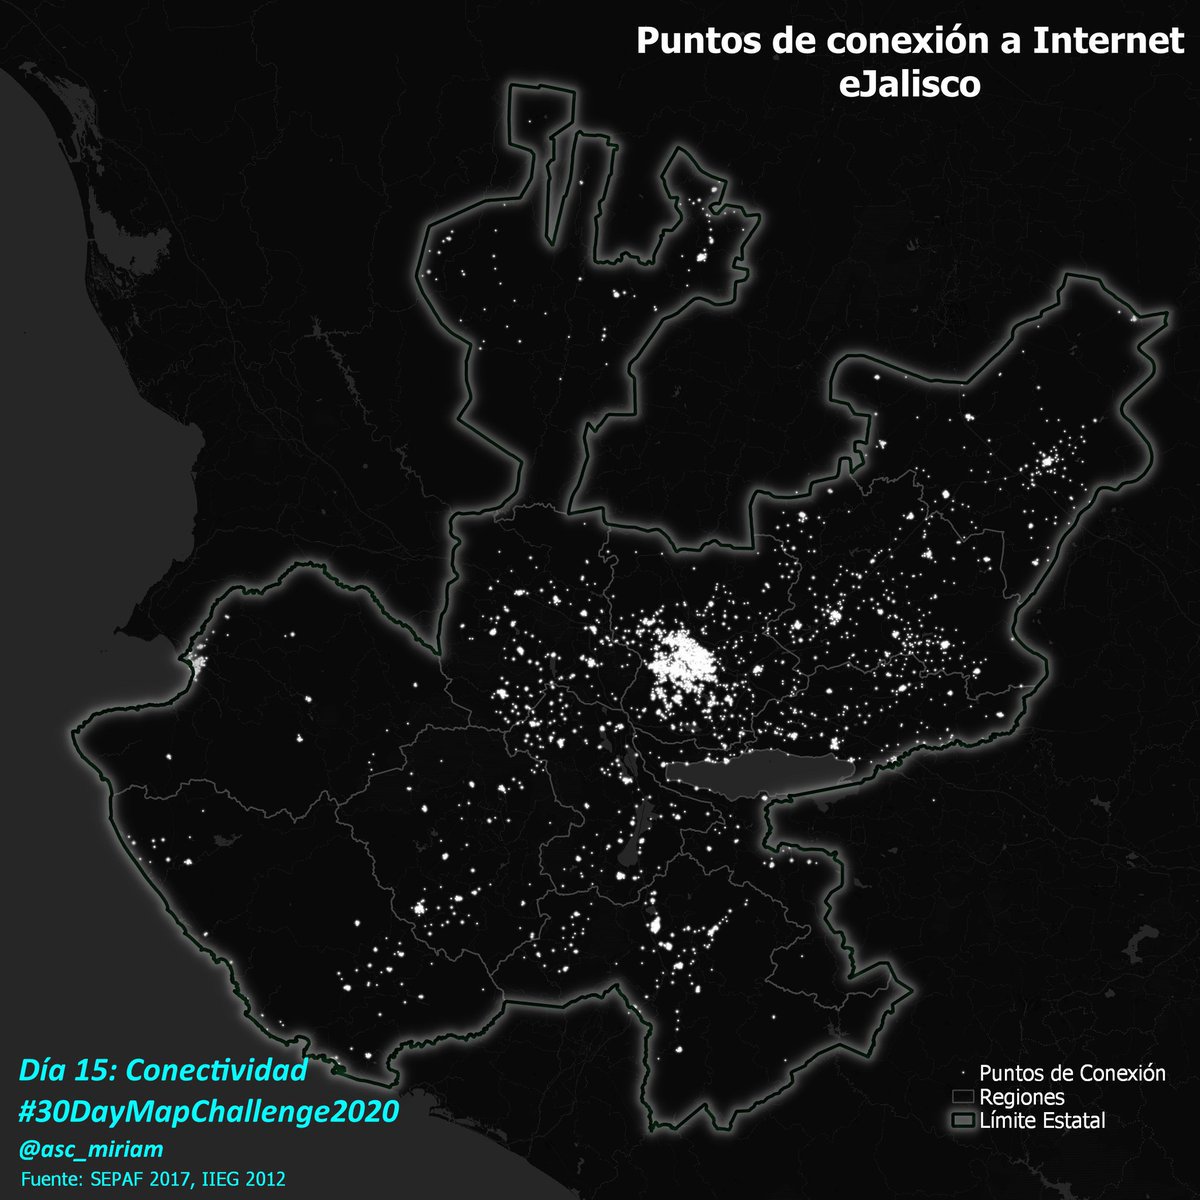 Puntos de conexión a Internet
eJalisco
Puntos de Conexión
Regiones
Límite Estatal
Día 15: Conectividad
#30DayMapChallenge2020
@asc_miriam
Fuente: SEPAF 2017, IIEG 2012